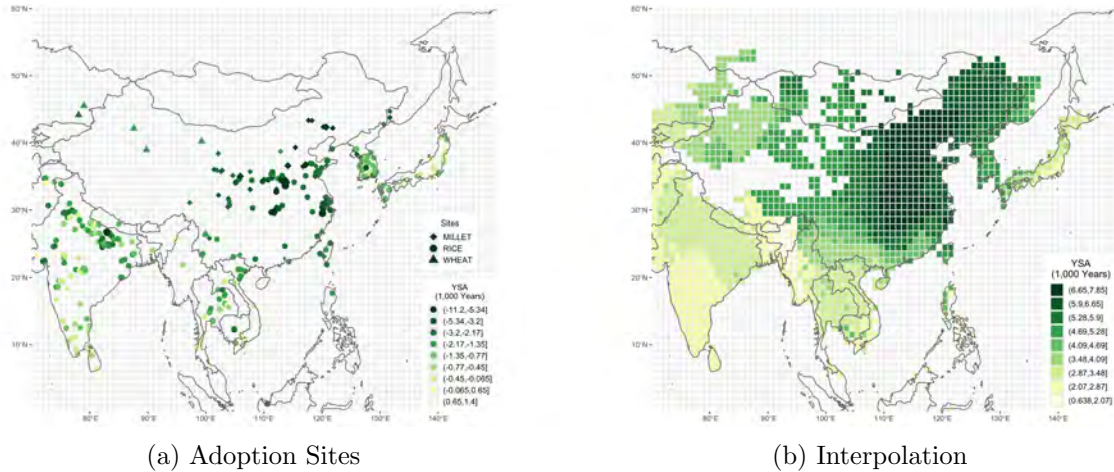 60°N
50°N
40°N
30°N
20°N
10°N
80°E
90°E
100°E
110°E
120°E
130°E
140°E
Sites
MILLET
RICE
WHEAT
YSA
(1,000 Years)
(-11.2,-5.34]
(-5.34,-3.2]
(-3.2,-2.17]
(-2.17,-1.35]
(-1.35,-0.77]
(-0.77,-0.45]
(-0.45,-0.065]
(-0.065,0.65]
(0.65,1.4]
(a) Adoption Sites
60°N
50°N
40°N
30°N
20°N
10°N
80°E
90°E
100°E
110°E
120°E
130°E
140°E
YSA
(1,000 Years)
(6.65,7.85]
(5.9,6.65]
(5.28,5.9]
(4.69,5.28]
(4.09,4.69]
(3.48,4.09]
(2.87,3.48]
(2.07,2.87]
(0.638,2.07]
(b) Interpolation